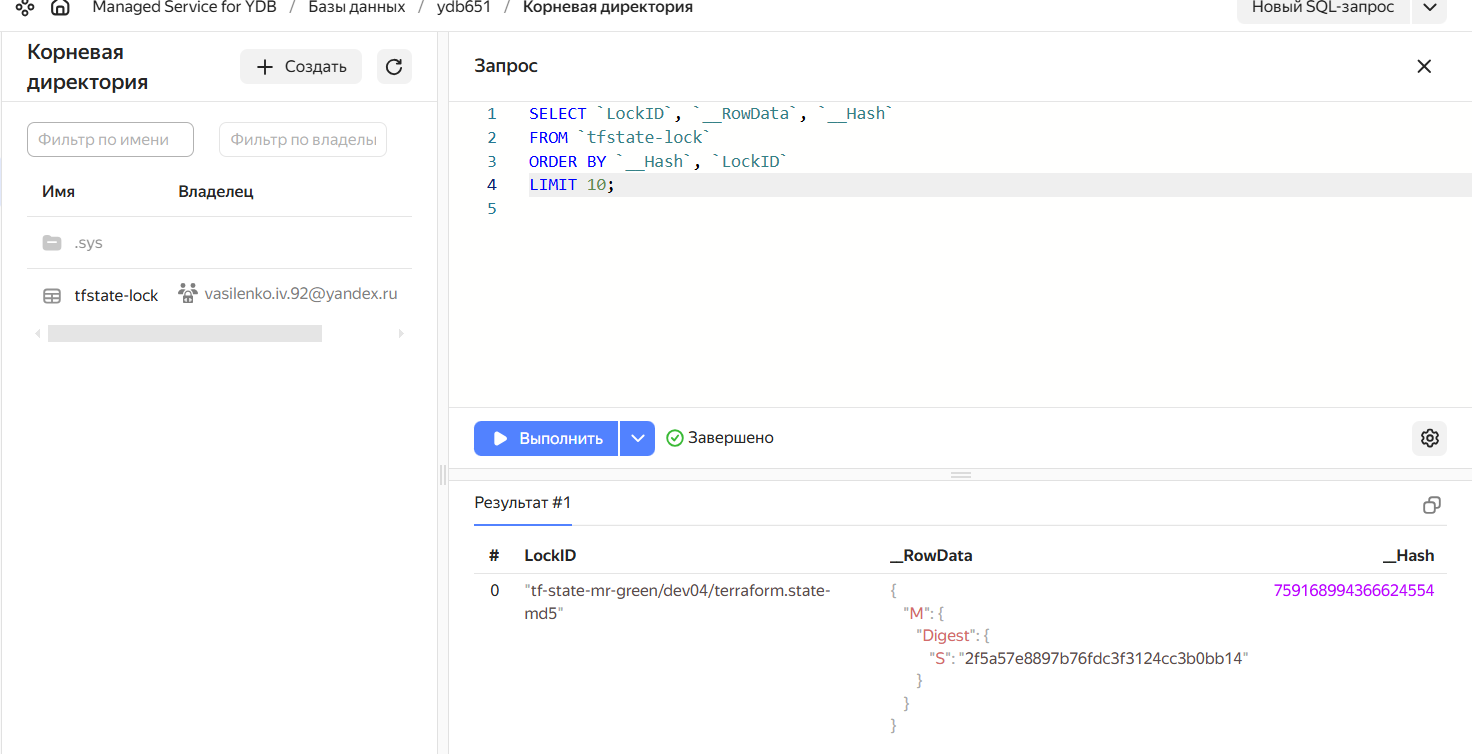 Managed Service for YDB / Базы данных / ydb651 / Корневая директория
Новый SQL-запрос
Корневая
директория
Создать
Фильтр по имени
Фильтр по владельцу
Имя
Владелец
.sys
tfstate-lock
vasilenko.iv.92@yandex.ru
Запрос
1 SELECT `LockID`, `__RowData`, `__Hash`
2 FROM `tfstate-lock`
3 ORDER BY `__Hash`, `LockID`
4 LIMIT 10;
5
Выполнить
Завершено
Результат #1
# LockID __RowData __Hash
0 "tf-state-mr-green/dev04/terraform.state-
md5"
{
"M": {
"Digest": {
"S": "2f5a57e8897b76fdc3f3124cc3b0bb14"
}
}
}
759168994366624554